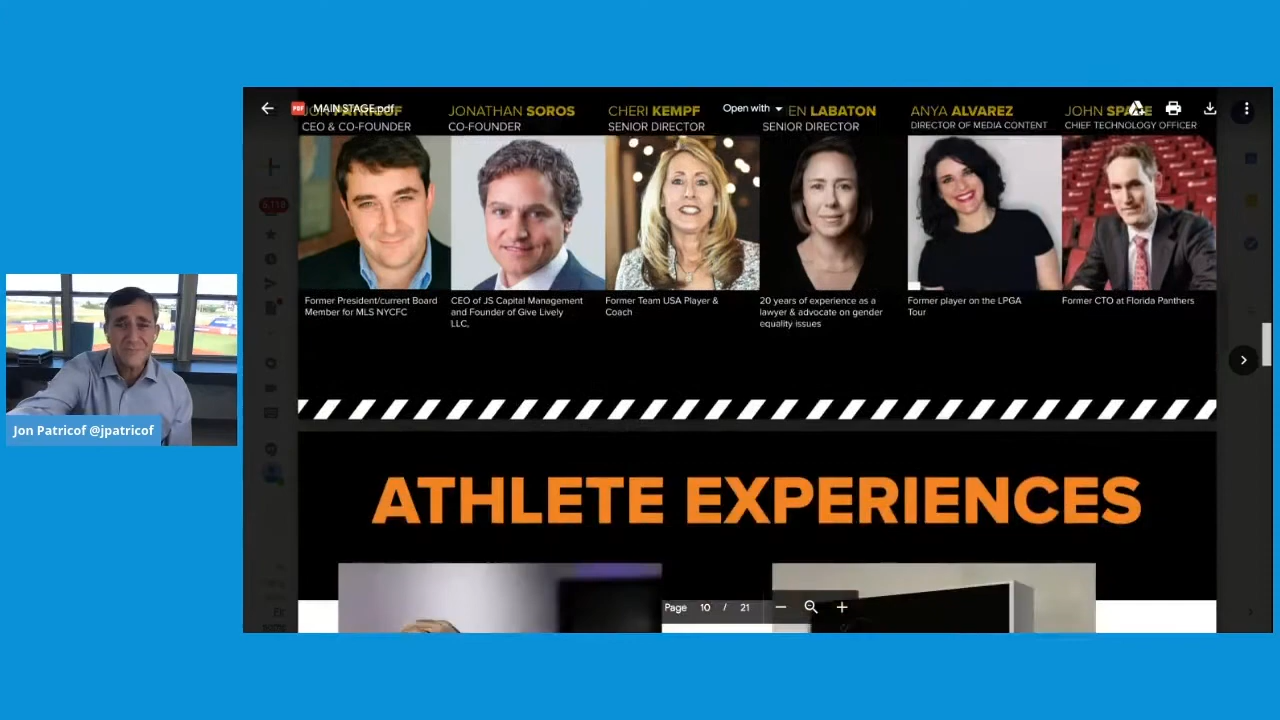 MAIN STAGE.pdf
Open with
JONATHAN SOROS
CHERI KEMPF
EN LABATON
ANYA ALVAREZ
JOHN
CEO & CO-FOUNDER
CO-FOUNDER
SENIOR DIRECTOR
SENIOR DIRECTOR
DIRECTOR OF MEDIA CONTENT
CHIEF TECHNOLOGY OFFICER
Former President/current Board
Member for MLS NYCFC
CEO of JS Capital Management
and Founder of Give Lively
LLC,
Former Team USA Player &
Coach
20 years of experience as a
lawyer & advocate on gender
equality issues
Former player on the LPGA
Tour
Former CTO at Florida Panthers
Jon Patricof @jpatricof
ATHLETE EXPERIENCES
Page 10 / 21